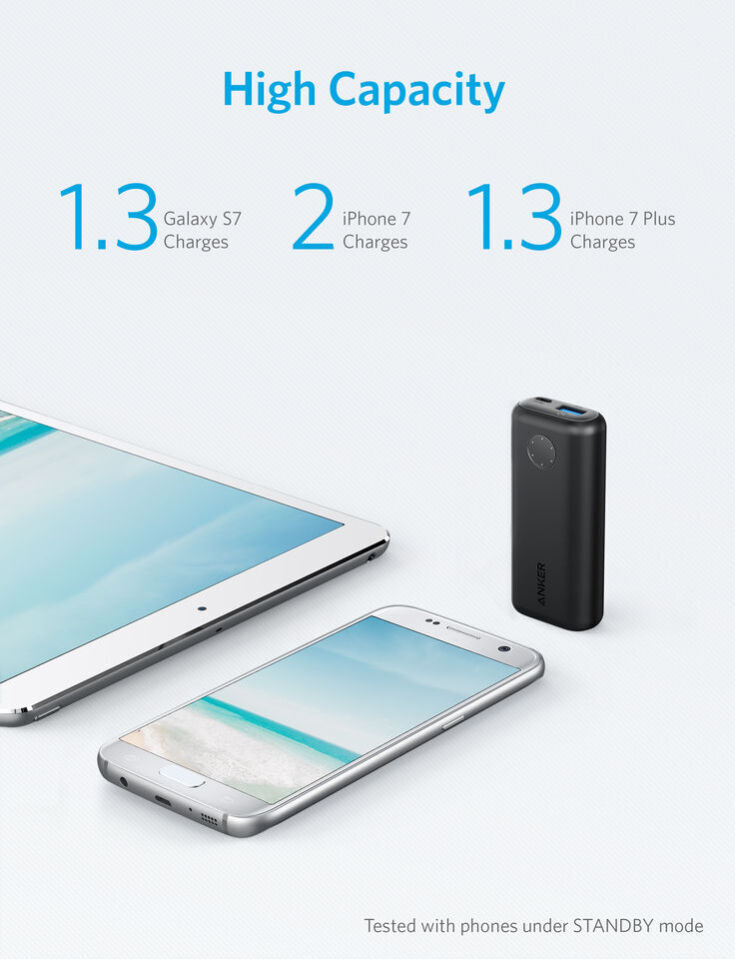 High Capacity
1.3 Galaxy S7 Charges
2 iPhone 7 Charges
1.3 iPhone 7 Plus Charges
ANKER
Tested with phones under STANDBY mode